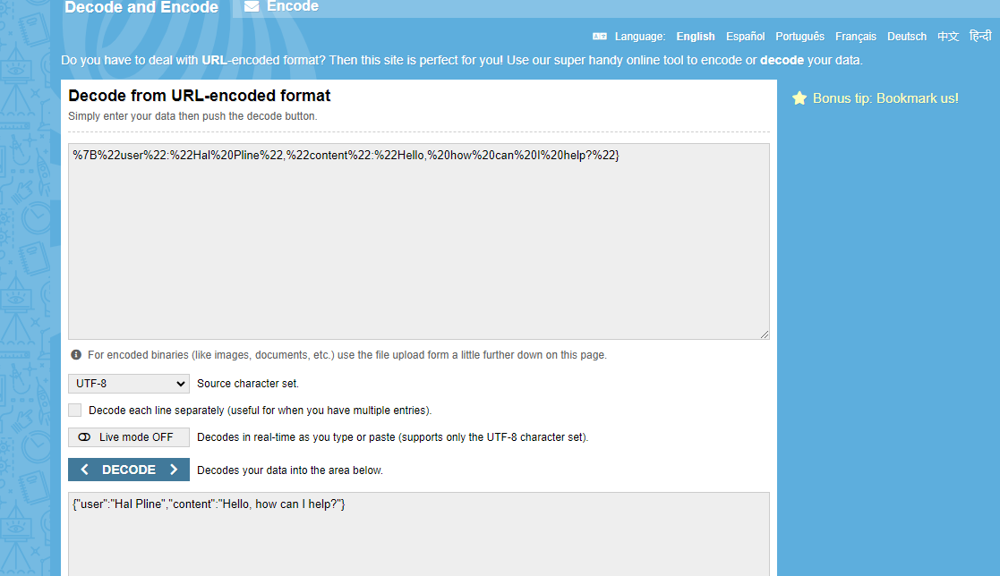 Decode and Encode
Encode
Language: English Español Português Français Deutsch 中文 हिन्दी
Do you have to deal with URL-encoded format? Then this site is perfect for you! Use our super handy online tool to encode or decode your data.
Decode from URL-encoded format
Bonus tip: Bookmark us!
Simply enter your data then push the decode button.
%7B%22user%22:%22Hal%20Pline%22,%22content%22:%22Hello,%20how%20can%20I%20help?%22}
For encoded binaries (like images, documents, etc.) use the file upload form a little further down on this page.
UTF-8 Source character set.
Decode each line separately (useful for when you have multiple entries).
Live mode OFF Decodes in real-time as you type or paste (supports only the UTF-8 character set).
DECODE Decodes your data into the area below.
{"user":"Hal Pline","content":"Hello, how can I help?"}